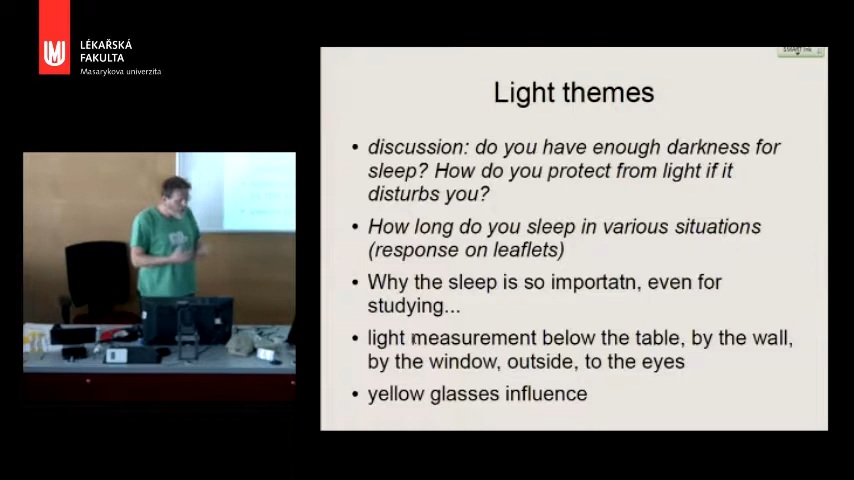 LÉKAŘSKÁ
FAKULTA
Masarykova univerzita
SMART Ink
Light themes
• discussion: do you have enough darkness for
sleep? How do you protect from light if it
disturbs you?
• How long do you sleep in various situations
(response on leaflets)
• Why the sleep is so importatn, even for
studying...
• light measurement below the table, by the wall,
by the window, outside, to the eyes
• yellow glasses influence